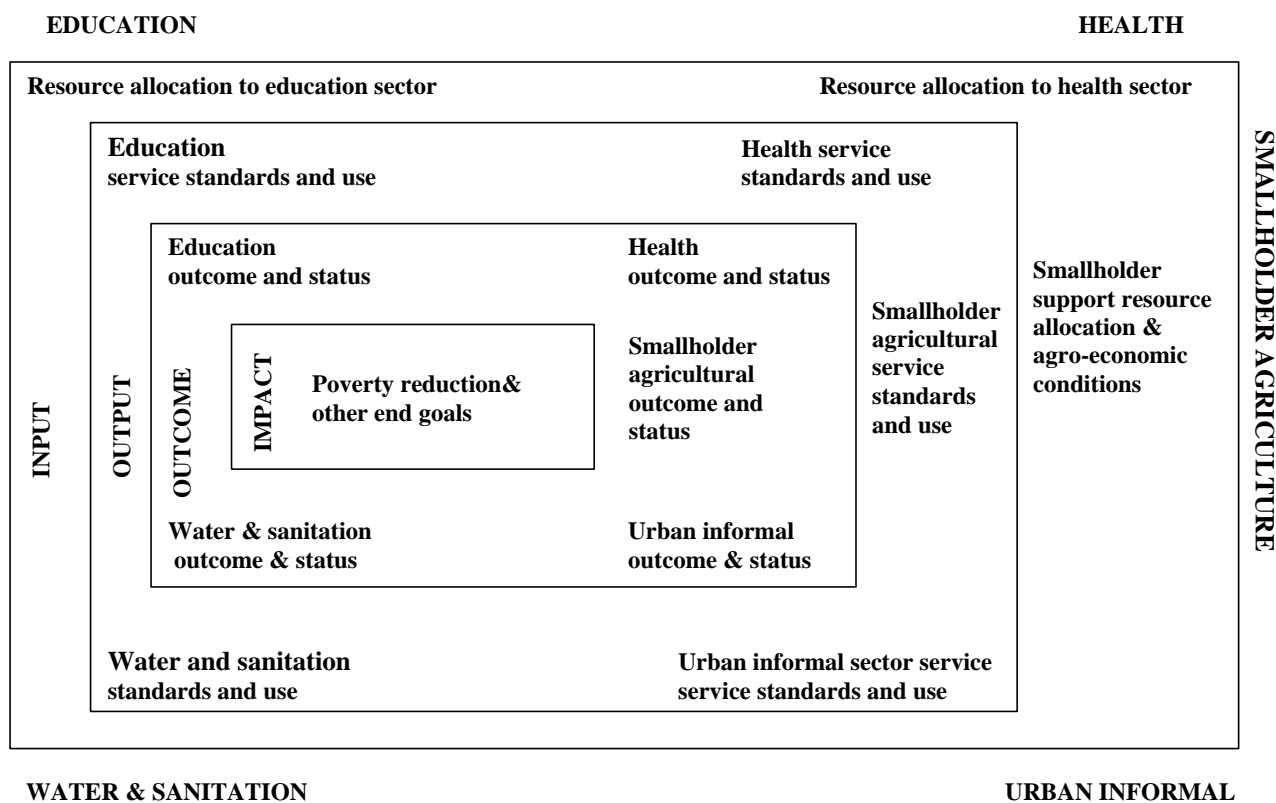 EDUCATION
HEALTH
Resource allocation to education sector
Resource allocation to health sector
Education
service standards and use
Health service
standards and use
Education
outcome and status
Health
outcome and status
Smallholder
support resource
allocation &
agro-economic
conditions
SMALLHOLDER AGRICULTURE
Smallholder
agricultural
service
standards
and use
Smallholder
agricultural
outcome and
status
INPUT
OUTPUT
OUTCOME
IMPACT
Poverty reduction&
other end goals
Water & sanitation
outcome & status
Urban informal
outcome & status
Water and sanitation
standards and use
Urban informal sector service
service standards and use
WATER & SANITATION
URBAN INFORMAL